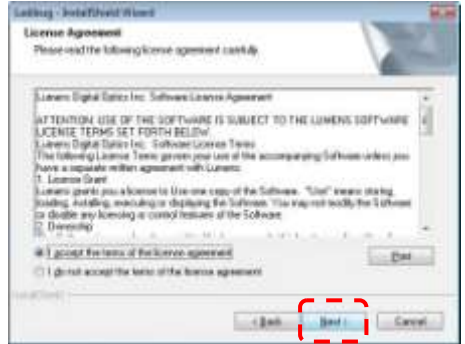 Ladibug - InstallShield Wizard
License Agreement
Please read the following license agreement carefully.
Lumens Digital Optics Inc. Software License Agreement
ATTENTION: USE OF THE SOFTWARE IS SUBJECT TO THE LUMENS SOFTWARE
LICENSE TERMS SET FORTH BELOW.
Lumens Digital Optics Inc. Software License Terms
The following License Terms govern your use of the accompanying Software unless you
have a separate written agreement with Lumens.
1. License Grant
Lumens grants you a license to Use one copy of the Software. "Use" means storing,
loading, installing, executing or displaying the Software. You may not modify the Software
or disable any licensing or control features of the Software.
2. Ownership
I accept the terms of the license agreement
Print
I do not accept the terms of the license agreement
InstallShield
< Back
Next >
Cancel